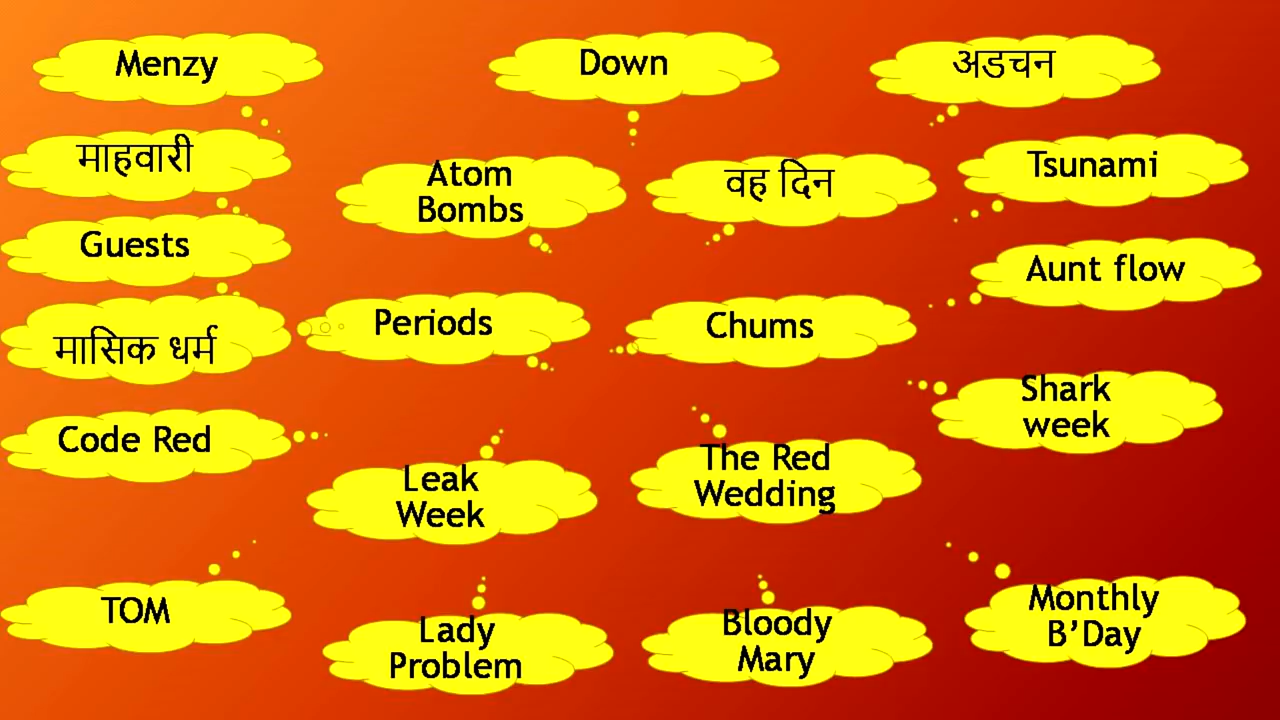 Menzy
Down
अडचन
माहवारी
Atom
Bombs
वह दिन
Tsunami
Guests
Aunt flow
मासिक धर्म
Periods
Chums
Shark
week
Code Red
Leak
Week
The Red
Wedding
TOM
Lady
Problem
Bloody
Mary
Monthly
B’Day